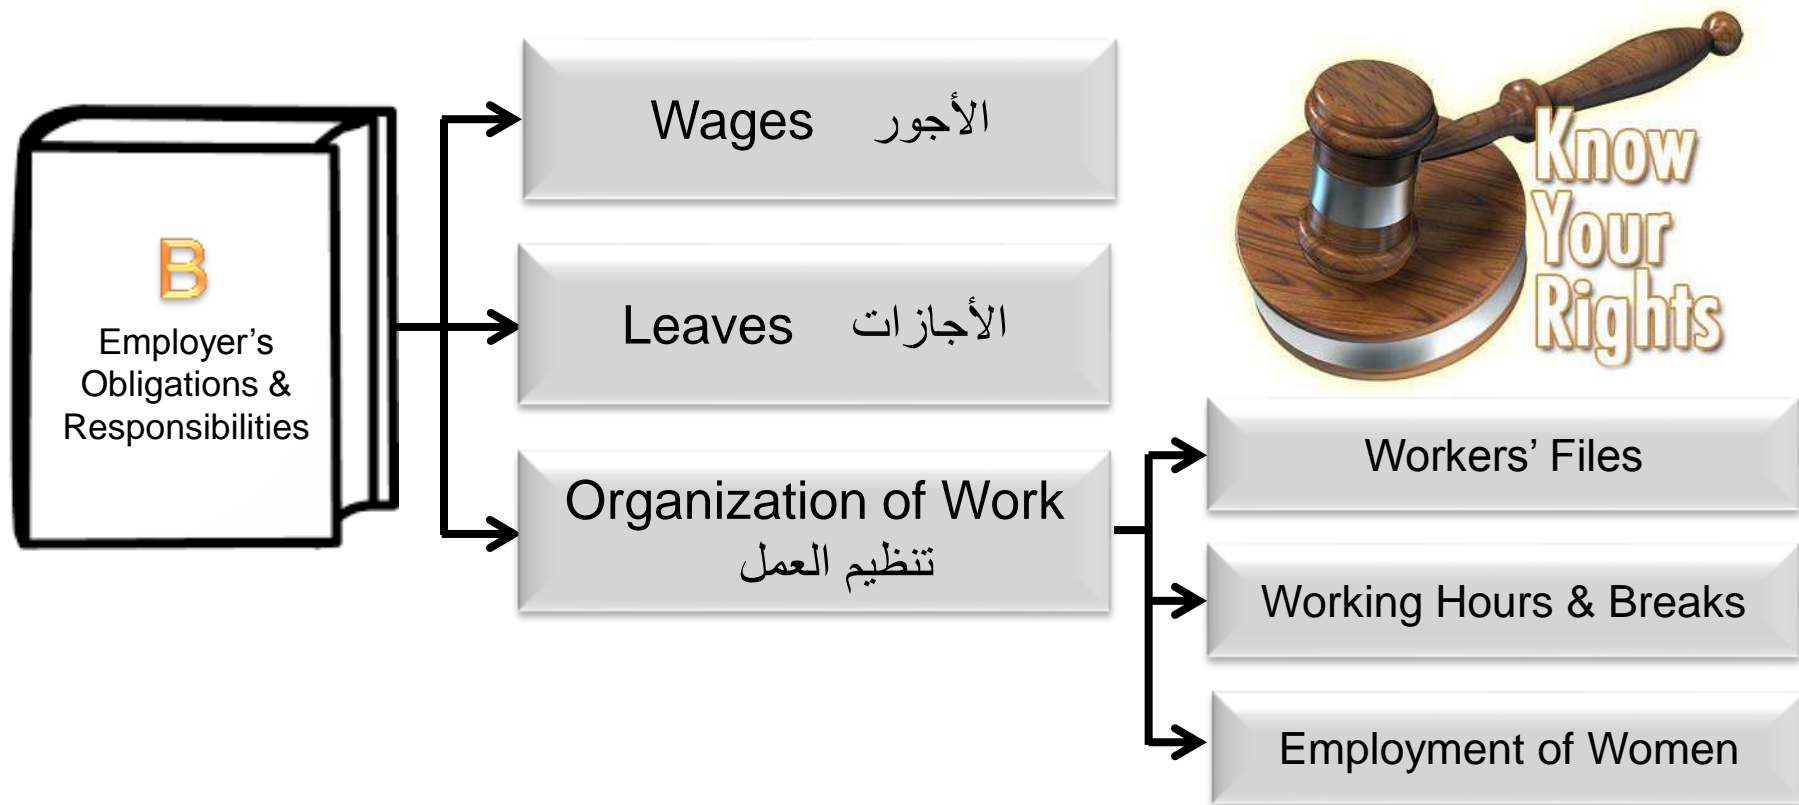 B
Employer’s
Obligations &
Responsibilities
Wages الأجور
Leaves الأجازات
Organization of Work
تنظيم العمل
Know
Your
Rights
Workers’ Files
Working Hours & Breaks
Employment of Women